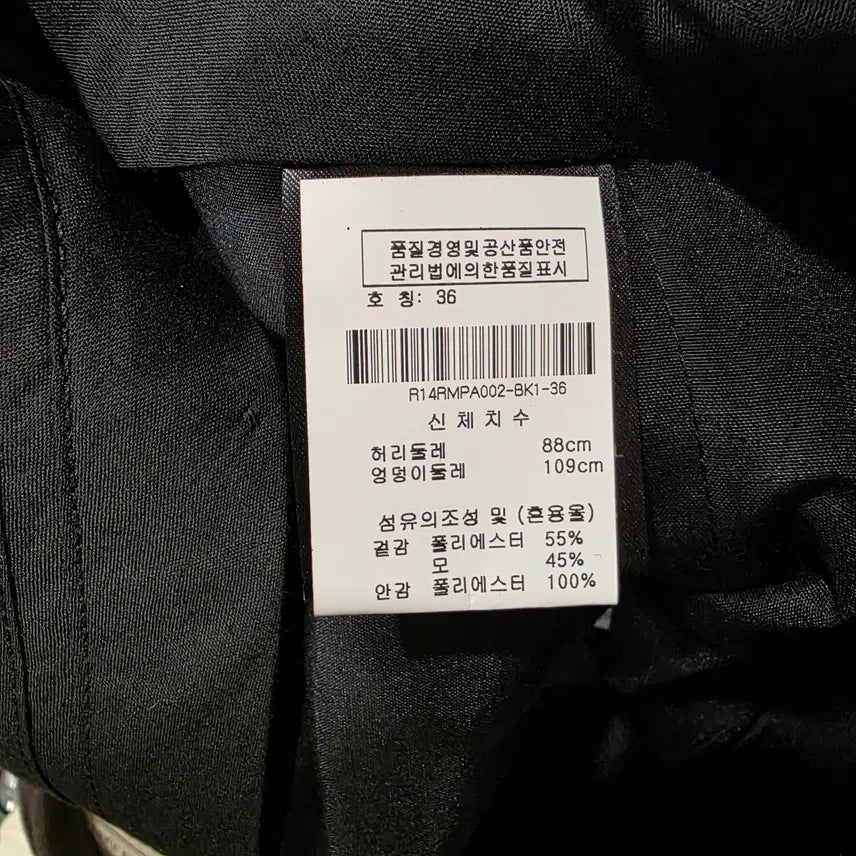 품질경영및공산품안전
관리법에의한품질표시
호 칭: 36
R14RMPA002-BK1-36
신 체 치 수
허리둘레 88cm
엉덩이둘레 109cm
섬유의조성 및 (혼용율)
겉감 폴리에스터 55%
모 45%
안감 폴리에스터 100%